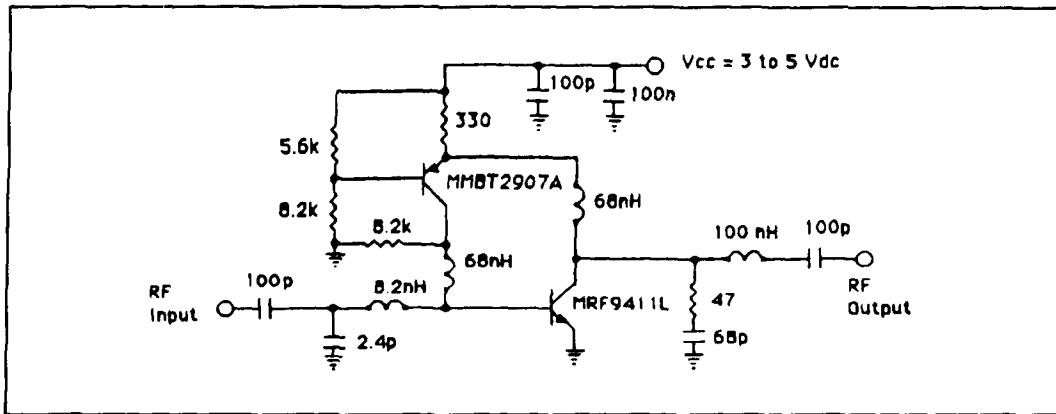 Vcc = 3 to 5 Vdc
100p
100n
330
5.6k
MMBT2907A
68nH
8.2k
8.2k
100 nH
100p
68nH
100p
8.2nH
RF
Input
MRF9411L
47
RF
Output
2.4p
68p